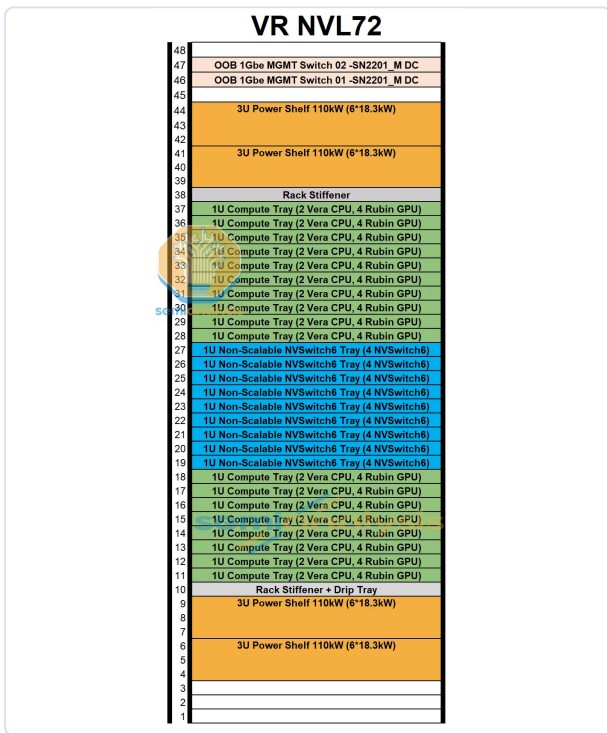 VR NVL72
48
47 OOB 1Gbe MGMT Switch 02 -SN2201_M DC
46 OOB 1Gbe MGMT Switch 01 -SN2201_M DC
45
44 3U Power Shelf 110kW (6*18.3kW)
43
42
41 3U Power Shelf 110kW (6*18.3kW)
40
39
38 Rack Stiffener
37 1U Compute Tray (2 Vera CPU, 4 Rubin GPU)
36 1U Compute Tray (2 Vera CPU, 4 Rubin GPU)
35 1U Compute Tray (2 Vera CPU, 4 Rubin GPU)
34 1U Compute Tray (2 Vera CPU, 4 Rubin GPU)
33 1U Compute Tray (2 Vera CPU, 4 Rubin GPU)
32 1U Compute Tray (2 Vera CPU, 4 Rubin GPU)
31 1U Compute Tray (2 Vera CPU, 4 Rubin GPU)
30 1U Compute Tray (2 Vera CPU, 4 Rubin GPU)
29 1U Compute Tray (2 Vera CPU, 4 Rubin GPU)
28 1U Compute Tray (2 Vera CPU, 4 Rubin GPU)
27 1U Non-Scalable NVSwitch6 Tray (4 NVSwitch6)
26 1U Non-Scalable NVSwitch6 Tray (4 NVSwitch6)
25 1U Non-Scalable NVSwitch6 Tray (4 NVSwitch6)
24 1U Non-Scalable NVSwitch6 Tray (4 NVSwitch6)
23 1U Non-Scalable NVSwitch6 Tray (4 NVSwitch6)
22 1U Non-Scalable NVSwitch6 Tray (4 NVSwitch6)
21 1U Non-Scalable NVSwitch6 Tray (4 NVSwitch6)
20 1U Non-Scalable NVSwitch6 Tray (4 NVSwitch6)
19 1U Non-Scalable NVSwitch6 Tray (4 NVSwitch6)
18 1U Compute Tray (2 Vera CPU, 4 Rubin GPU)
17 1U Compute Tray (2 Vera CPU, 4 Rubin GPU)
16 1U Compute Tray (2 Vera CPU, 4 Rubin GPU)
15 1U Compute Tray (2 Vera CPU, 4 Rubin GPU)
14 1U Compute Tray (2 Vera CPU, 4 Rubin GPU)
13 1U Compute Tray (2 Vera CPU, 4 Rubin GPU)
12 1U Compute Tray (2 Vera CPU, 4 Rubin GPU)
11 1U Compute Tray (2 Vera CPU, 4 Rubin GPU)
10 Rack Stiffener + Drip Tray
9 3U Power Shelf 110kW (6*18.3kW)
8
7
6 3U Power Shelf 110kW (6*18.3kW)
5
4
3
2
1